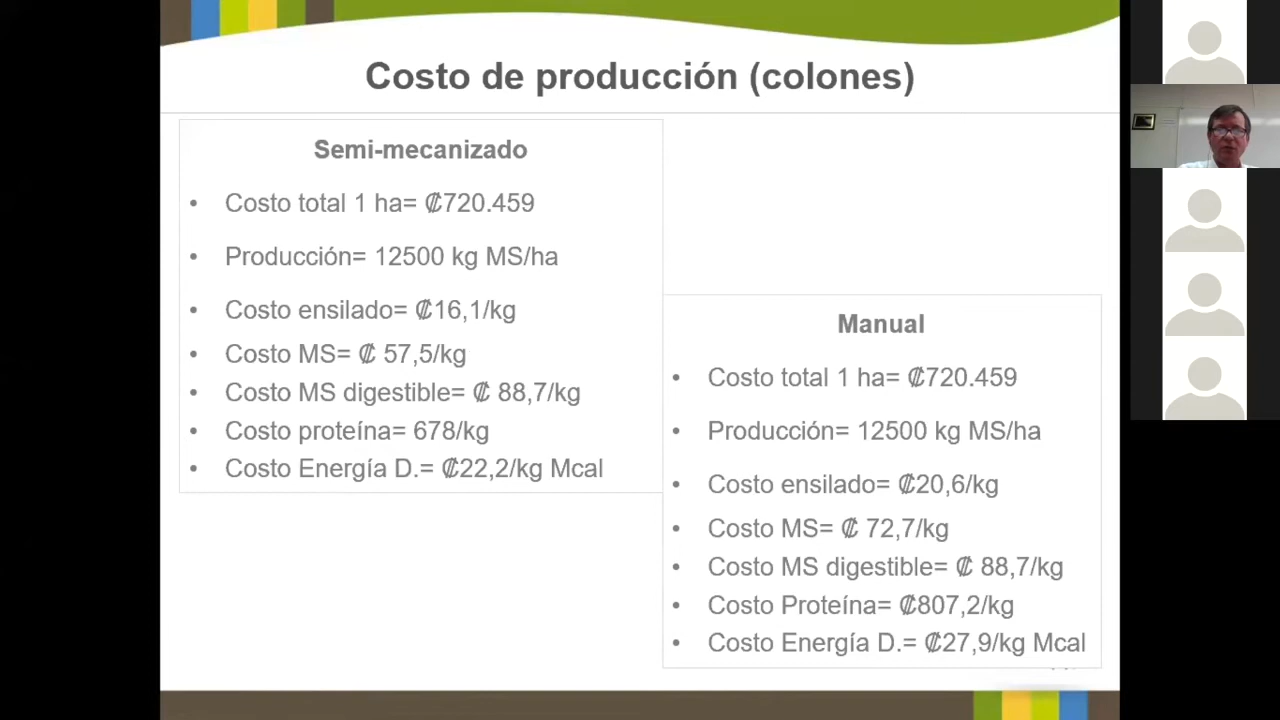 Costo de producción (colones)
Semi-mecanizado
• Costo total 1 ha= ₡720.459
• Producción= 12500 kg MS/ha
• Costo ensilado= ₡16,1/kg
• Costo MS= ₡ 57,5/kg
• Costo MS digestible= ₡ 88,7/kg
• Costo proteína= 678/kg
• Costo Energía D.= ₡22,2/kg Mcal
Manual
• Costo total 1 ha= ₡720.459
• Producción= 12500 kg MS/ha
• Costo ensilado= ₡20,6/kg
• Costo MS= ₡ 72,7/kg
• Costo MS digestible= ₡ 88,7/kg
• Costo Proteína= ₡807,2/kg
• Costo Energía D.= ₡27,9/kg Mcal